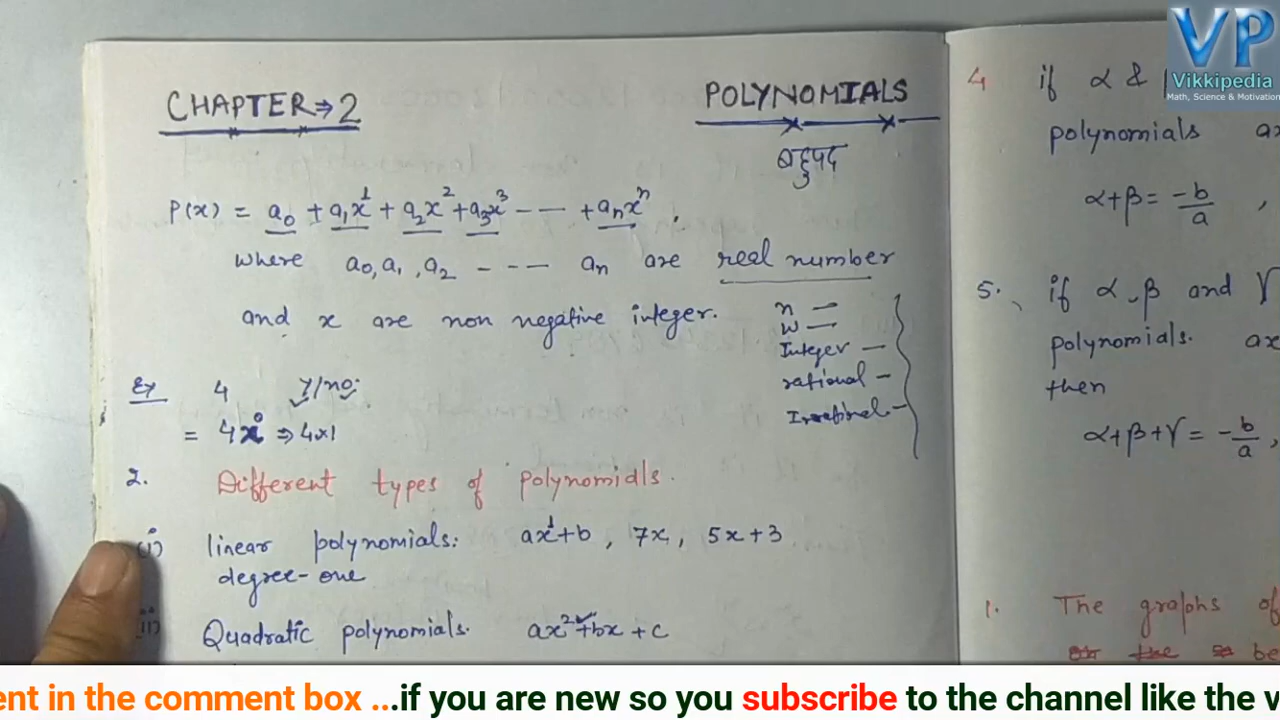 CHAPTER → 2
POLYNOMIALS
बहुपद
P(x) = a₀ + a₁x¹ + a₂x² + a₃x³ - - - - + aₙxⁿ ,
where a₀, a₁, a₂ - - - - aₙ are real number
and x are non negative integer.
n —
w —
Integer —
rational —
Ex 4 Y/no.
= 4x⁰ ⇒ 4×1
2. Different types of polynomials.
(i) linear polynomials: ax¹+b , 7x, 5x+3
degree-one
(ii) Quadratic polynomials. ax²+bx+c
4 if α &
polynomials
α+β = -b/a ,
5. if α, β and γ
polynomials.
then
α+β+γ = -b/a ,
1. The graphs
VP
Vikkipedia
Math, Science & Motivation
in the comment box ...if you are new so you subscribe to the channel like the